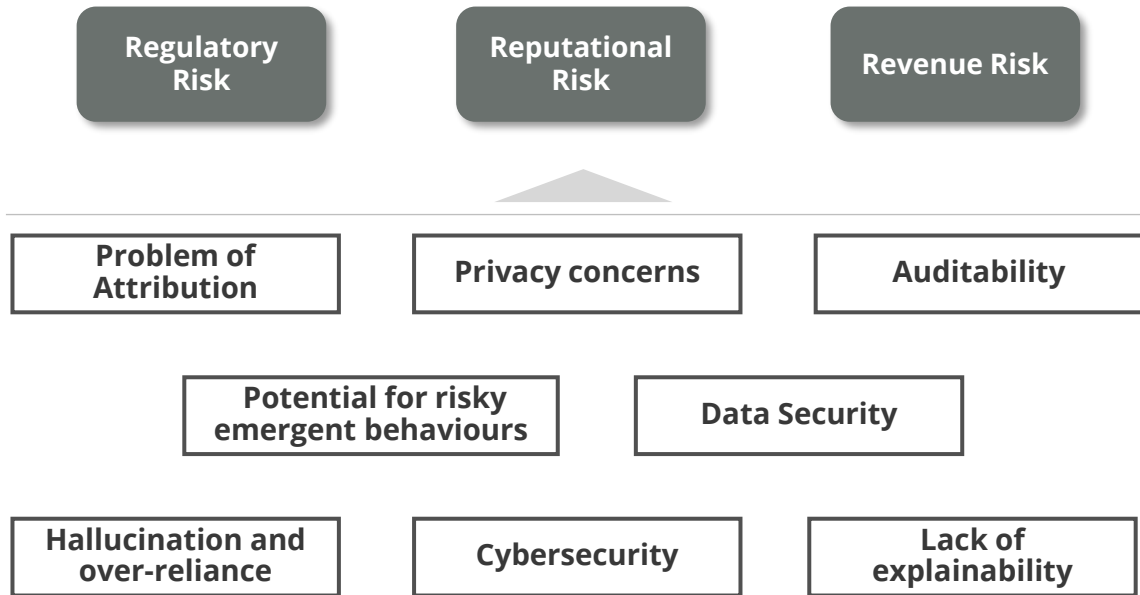 Regulatory
Risk
Reputational
Risk
Revenue Risk
Problem of
Attribution
Privacy concerns
Auditability
Potential for risky
emergent behaviours
Data Security
Hallucination and
over-reliance
Cybersecurity
Lack of
explainability